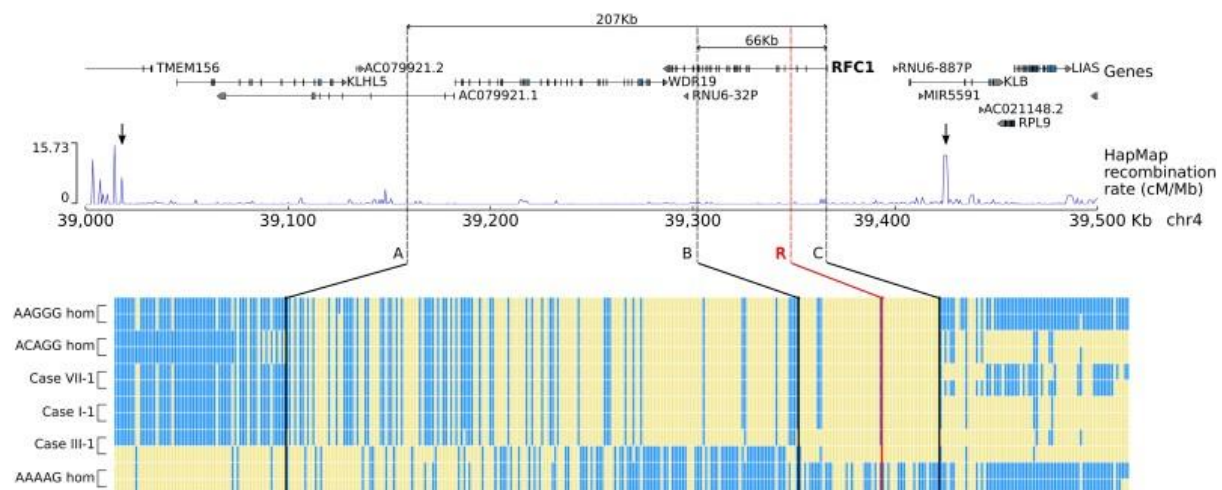 207Kb
66Kb
TMEM156 AC079921.2 RFC1 RNU6-887P LIAS Genes
KLHL5 WDR19 KLB
AC079921.1 RNU6-32P MIR5591
AC021148.2
RPL9
15.73
0
HapMap
recombination
rate (cM/Mb)
39,000 39,100 39,200 39,300 39,400 39,500 Kb chr4
A B R C
AAGGG hom
ACAGG hom
Case VII-1
Case I-1
Case III-1
AAAAG hom